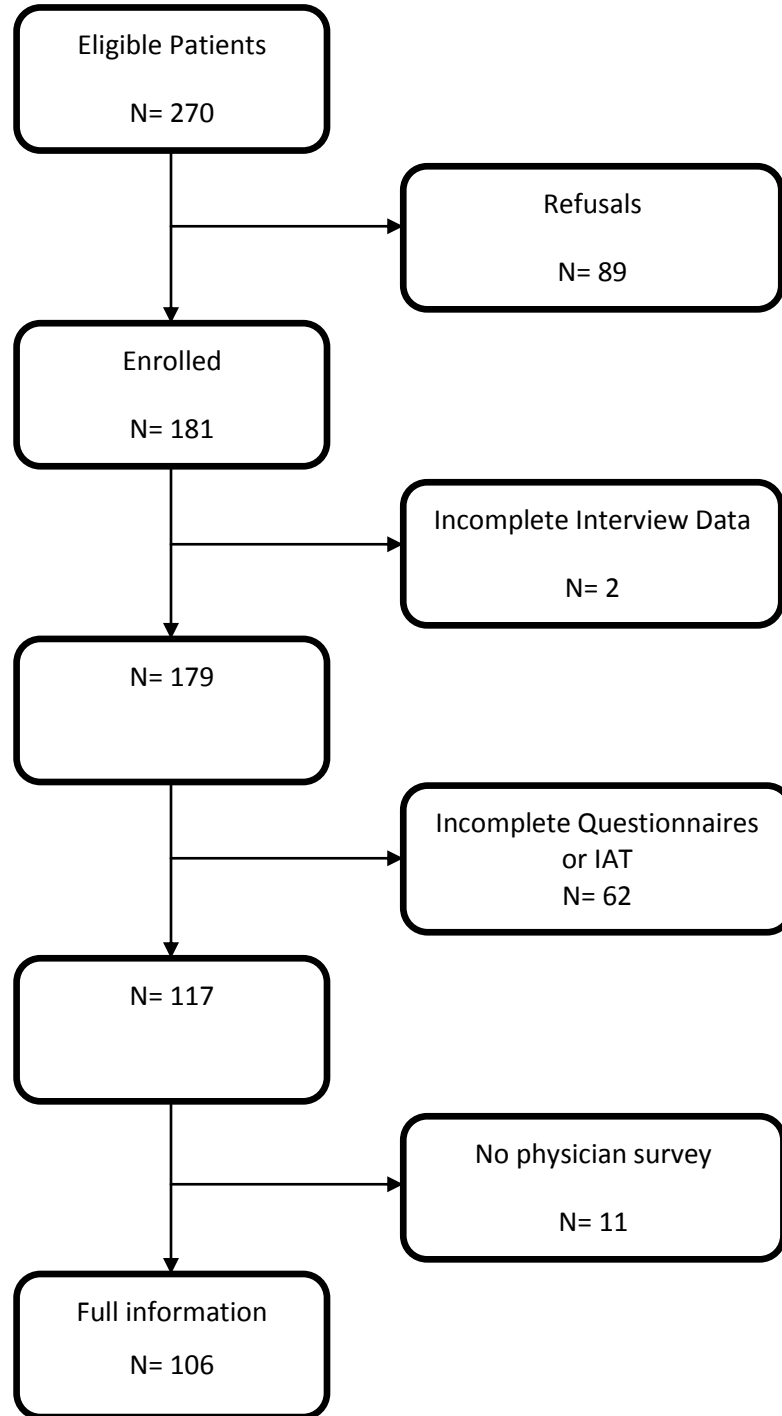 Eligible Patients
N= 270
Refusals
N= 89
Enrolled
N= 181
Incomplete Interview Data
N= 2
N= 179
Incomplete Questionnaires
or IAT
N= 62
N= 117
No physician survey
N= 11
Full information
N= 106